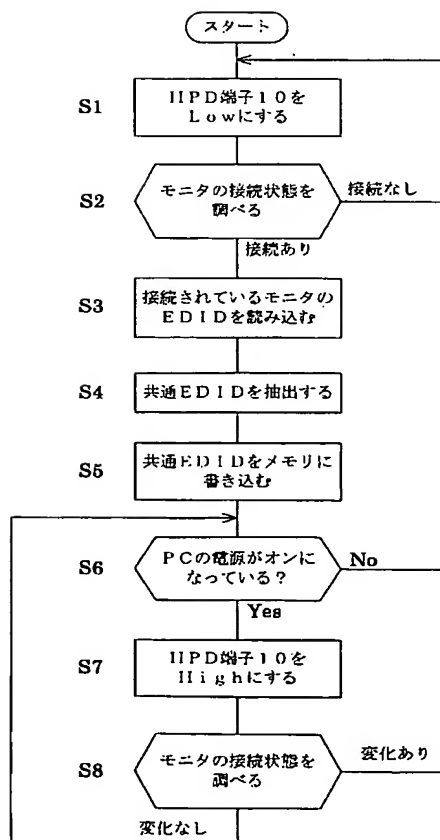 スタート
S1
HPD端子10を
Lowにする
S2
モニタの接続状態を
調べる
接続なし
接続あり
S3
接続されているモニタの
EDIDを読み込む
S4
共通EDIDを抽出する
S5
共通EDIDをメモリに
書き込む
S6
PCの電源がオンに
なっている?
No
Yes
S7
HPD端子10を
Highにする
S8
モニタの接続状態を
調べる
変化あり
変化なし